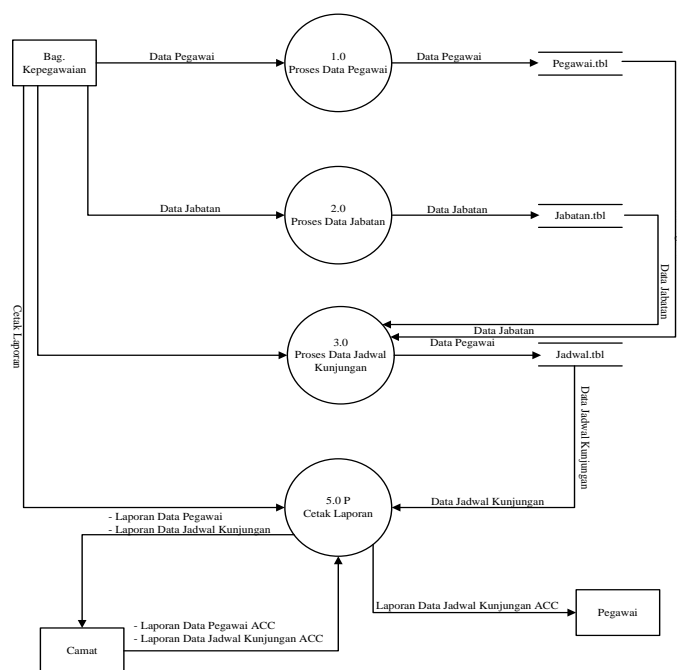 Bag.
Kepegawaian
Data Pegawai
1.0
Proses Data Pegawai
Data Pegawai
Pegawai.tbl
Data Jabatan
2.0
Proses Data Jabatan
Data Jabatan
Jabatan.tbl
Data Jabatan
Cetak Laporan
3.0
Proses Data Jadwal
Kunjungan
Data Jabatan
Data Pegawai
Jadwal.tbl
Data Jadwal Kunjungan
5.0 P
Cetak Laporan
Data Jadwal Kunjungan
- Laporan Data Pegawai
- Laporan Data Jadwal Kunjungan
Laporan Data Jadwal Kunjungan ACC
Pegawai
Camat
- Laporan Data Pegawai ACC
- Laporan Data Jadwal Kunjungan ACC